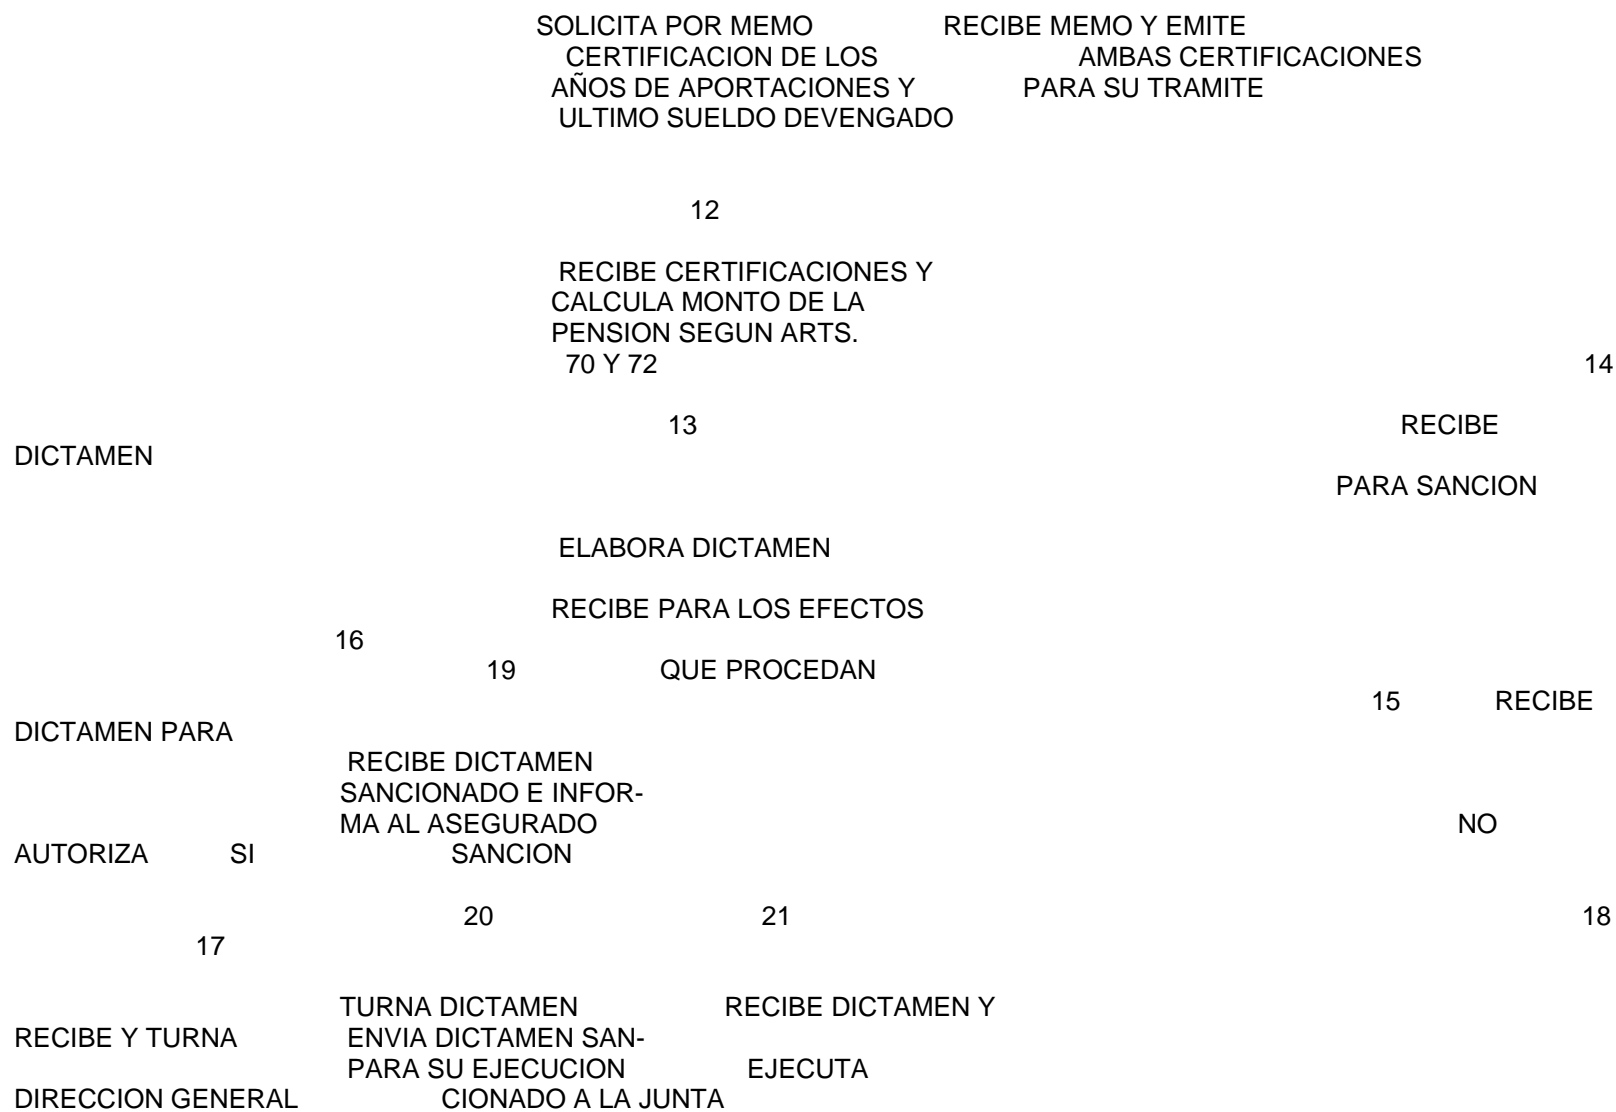 SOLICITA POR MEMO RECIBE MEMO Y EMITE
CERTIFICACION DE LOS AMBAS CERTIFICACIONES
AÑOS DE APORTACIONES Y PARA SU TRAMITE
ULTIMO SUELDO DEVENGADO
12
RECIBE CERTIFICACIONES Y
CALCULA MONTO DE LA
PENSION SEGUN ARTS.
70 Y 72 14
13 RECIBE
DICTAMEN
PARA SANCION
ELABORA DICTAMEN
RECIBE PARA LOS EFECTOS
16
19 QUE PROCEDAN
15 RECIBE
DICTAMEN PARA
RECIBE DICTAMEN
SANCIONADO E INFOR-
MA AL ASEGURADO NO
AUTORIZA SI SANCION
20 21 18
17
TURNA DICTAMEN RECIBE DICTAMEN Y
RECIBE Y TURNA ENVIA DICTAMEN SAN-
PARA SU EJECUCION EJECUTA
DIRECCION GENERAL CIONADO A LA JUNTA